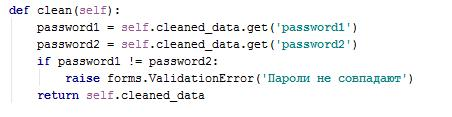 def clean(self):
    password1 = self.cleaned_data.get('password1')
    password2 = self.cleaned_data.get('password2')
    if password1 != password2:
        raise forms.ValidationError('Пароли не совпадают')
    return self.cleaned_data